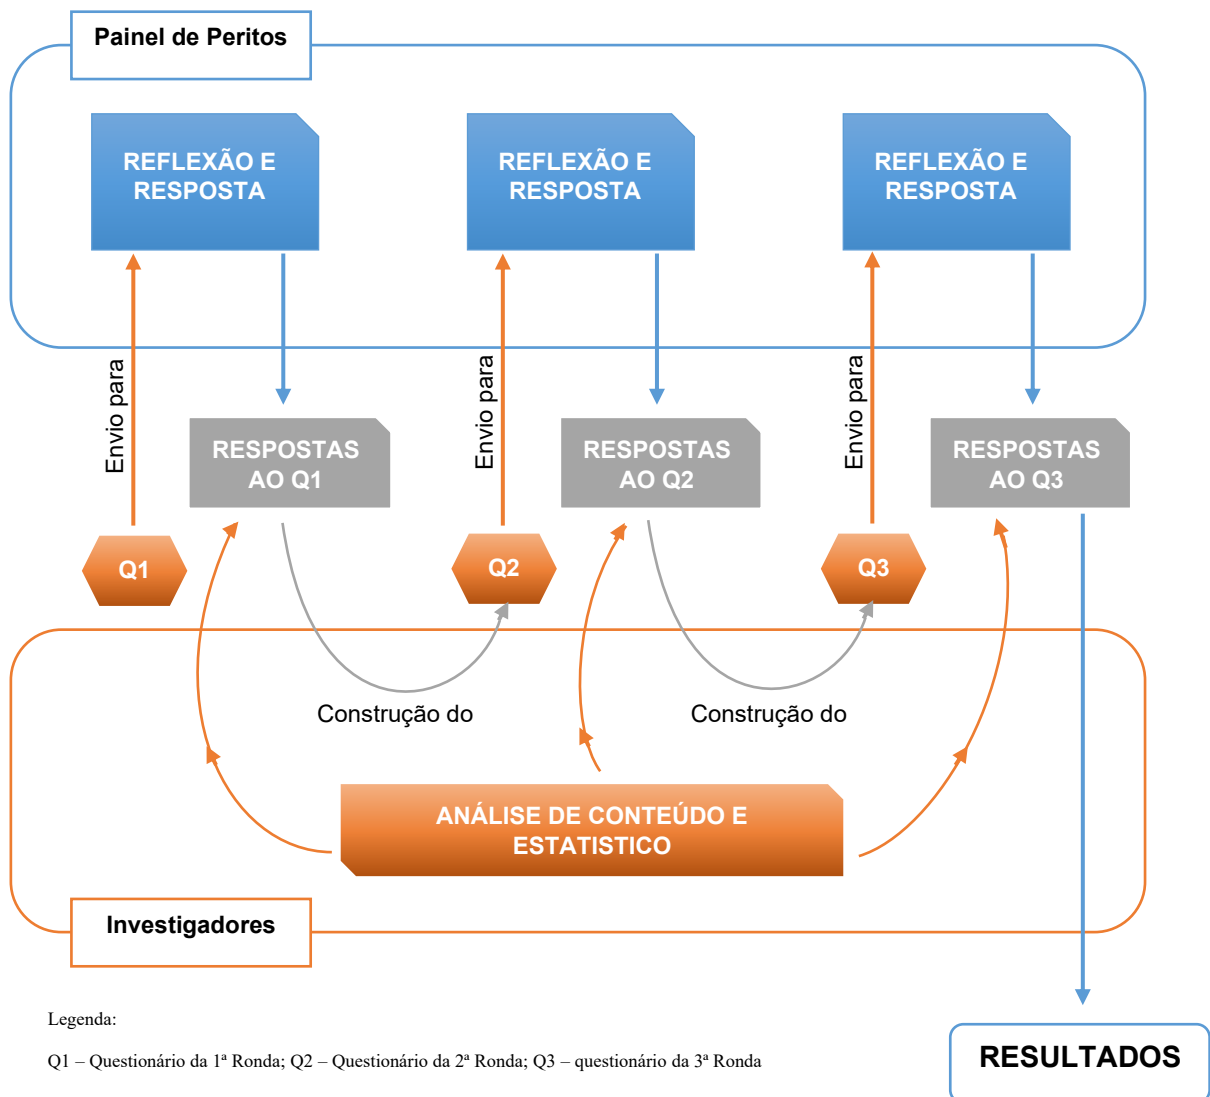 Painel de Peritos
REFLEXÃO E
RESPOSTA
REFLEXÃO E
RESPOSTA
REFLEXÃO E
RESPOSTA
Envio para
Envio para
Envio para
RESPOSTAS
AO Q1
RESPOSTAS
AO Q2
RESPOSTAS
AO Q3
Q1
Q2
Q3
Construção do
Construção do
ANÁLISE DE CONTEÚDO E
ESTATISTICO
Investigadores
Legenda:
Q1 – Questionário da 1ª Ronda; Q2 – Questionário da 2ª Ronda; Q3 – questionário da 3ª Ronda
RESULTADOS